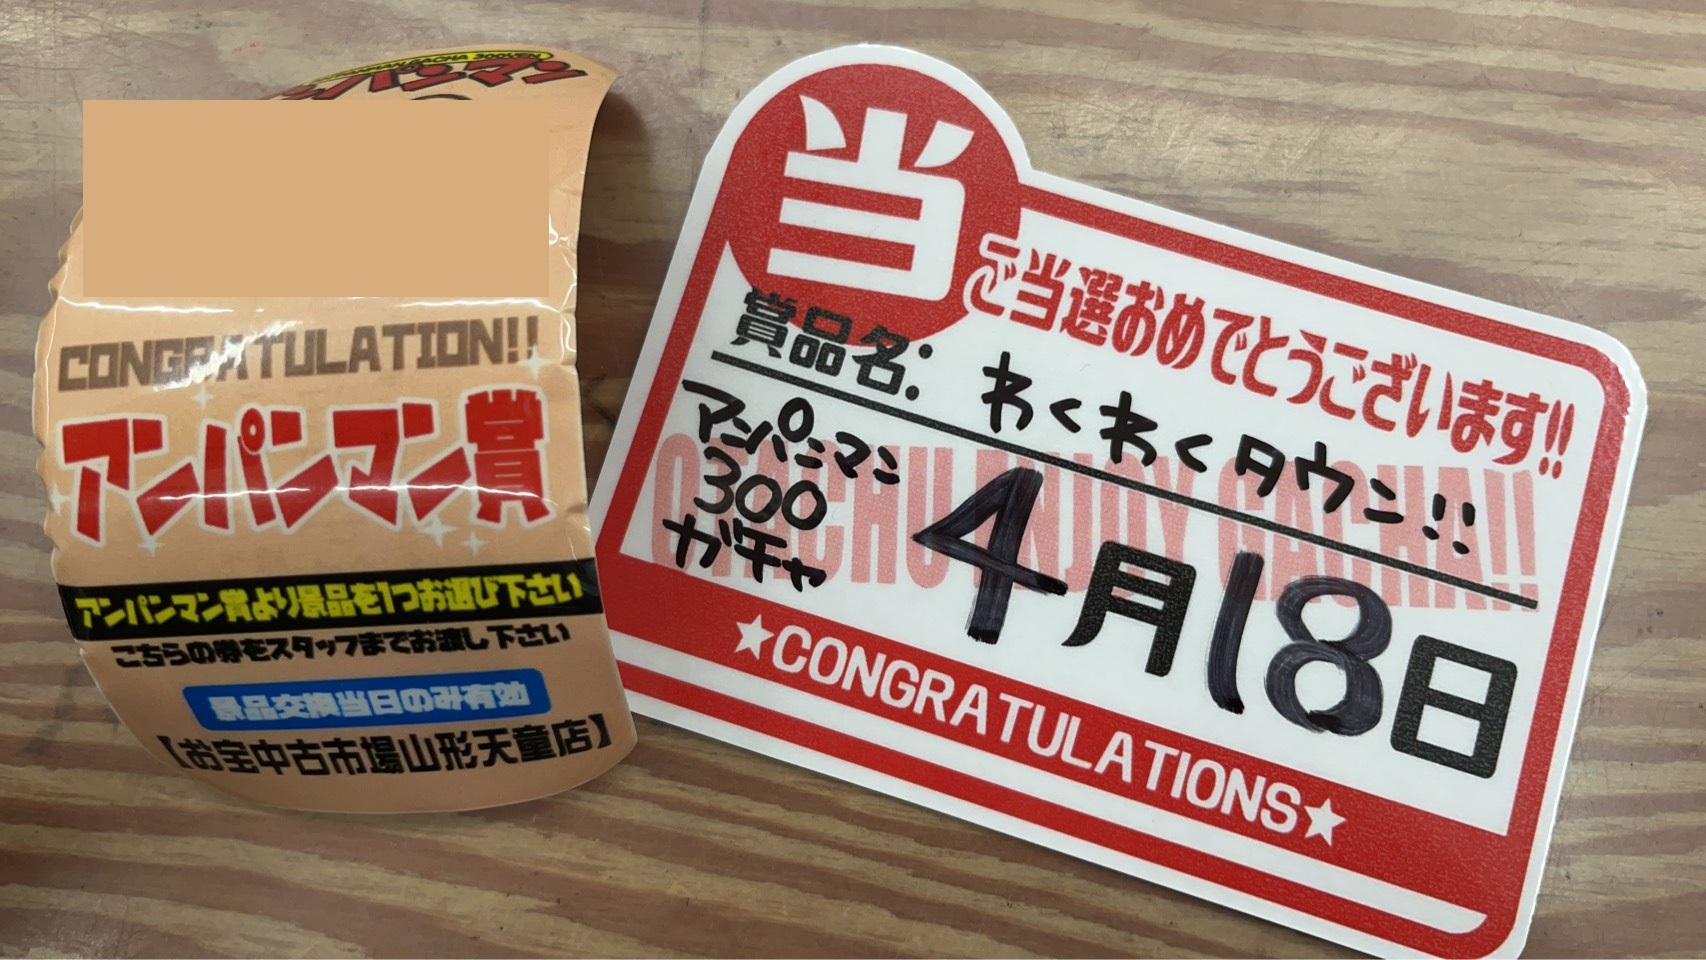 アンパンマン
CONGRATULATION!!
アンパンマン賞
アンパンマン賞より景品を1つお選び下さい
こちらの券をスタッフまでお渡し下さい
景品交換当日のみ有効
【お宝中古市場山形天童店】
当
ご当選おめでとうございます!!
賞品名: わくわくタウン!!
アンパンマン
300
ガチャ
4月18日
ENJOY GACHA!!
★CONGRATULATIONS★